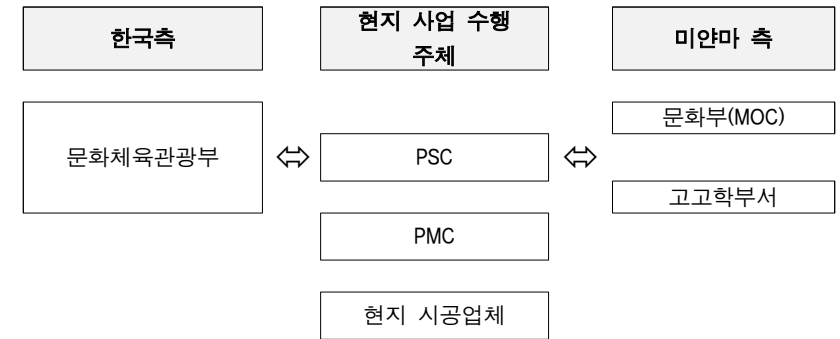 한국측
현지 사업 수행
주체
미얀마 측
문화체육관광부
⇔
PSC
⇔
문화부(MOC)
고고학부서
PMC
현지 시공업체